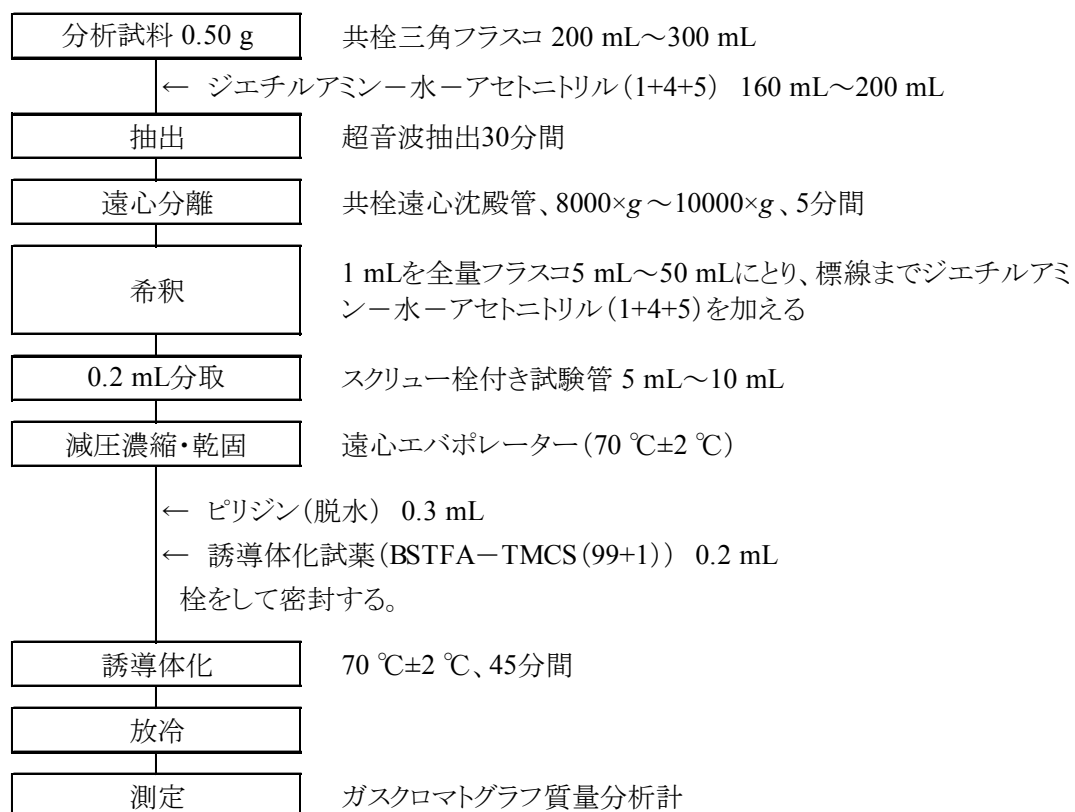 分析試料 0.50 g 共栓三角フラスコ 200 mL～300 mL
← ジエチルアミン－水－アセトニトリル(1+4+5) 160 mL～200 mL
抽出 超音波抽出30分間
遠心分離 共栓遠心沈殿管、8000×g～10000×g、5分間
希釈 1 mLを全量フラスコ5 mL～50 mLにとり、標線までジエチルアミ
ン－水－アセトニトリル(1+4+5)を加える
0.2 mL分取 スクリュー栓付き試験管 5 mL～10 mL
減圧濃縮・乾固 遠心エバポレーター(70 ℃±2 ℃)
← ピリジン(脱水) 0.3 mL
← 誘導体化試薬(BSTFA－TMCS(99+1)) 0.2 mL
栓をして密封する。
誘導体化 70 ℃±2 ℃、45分間
放冷
測定 ガスクロマトグラフ質量分析計